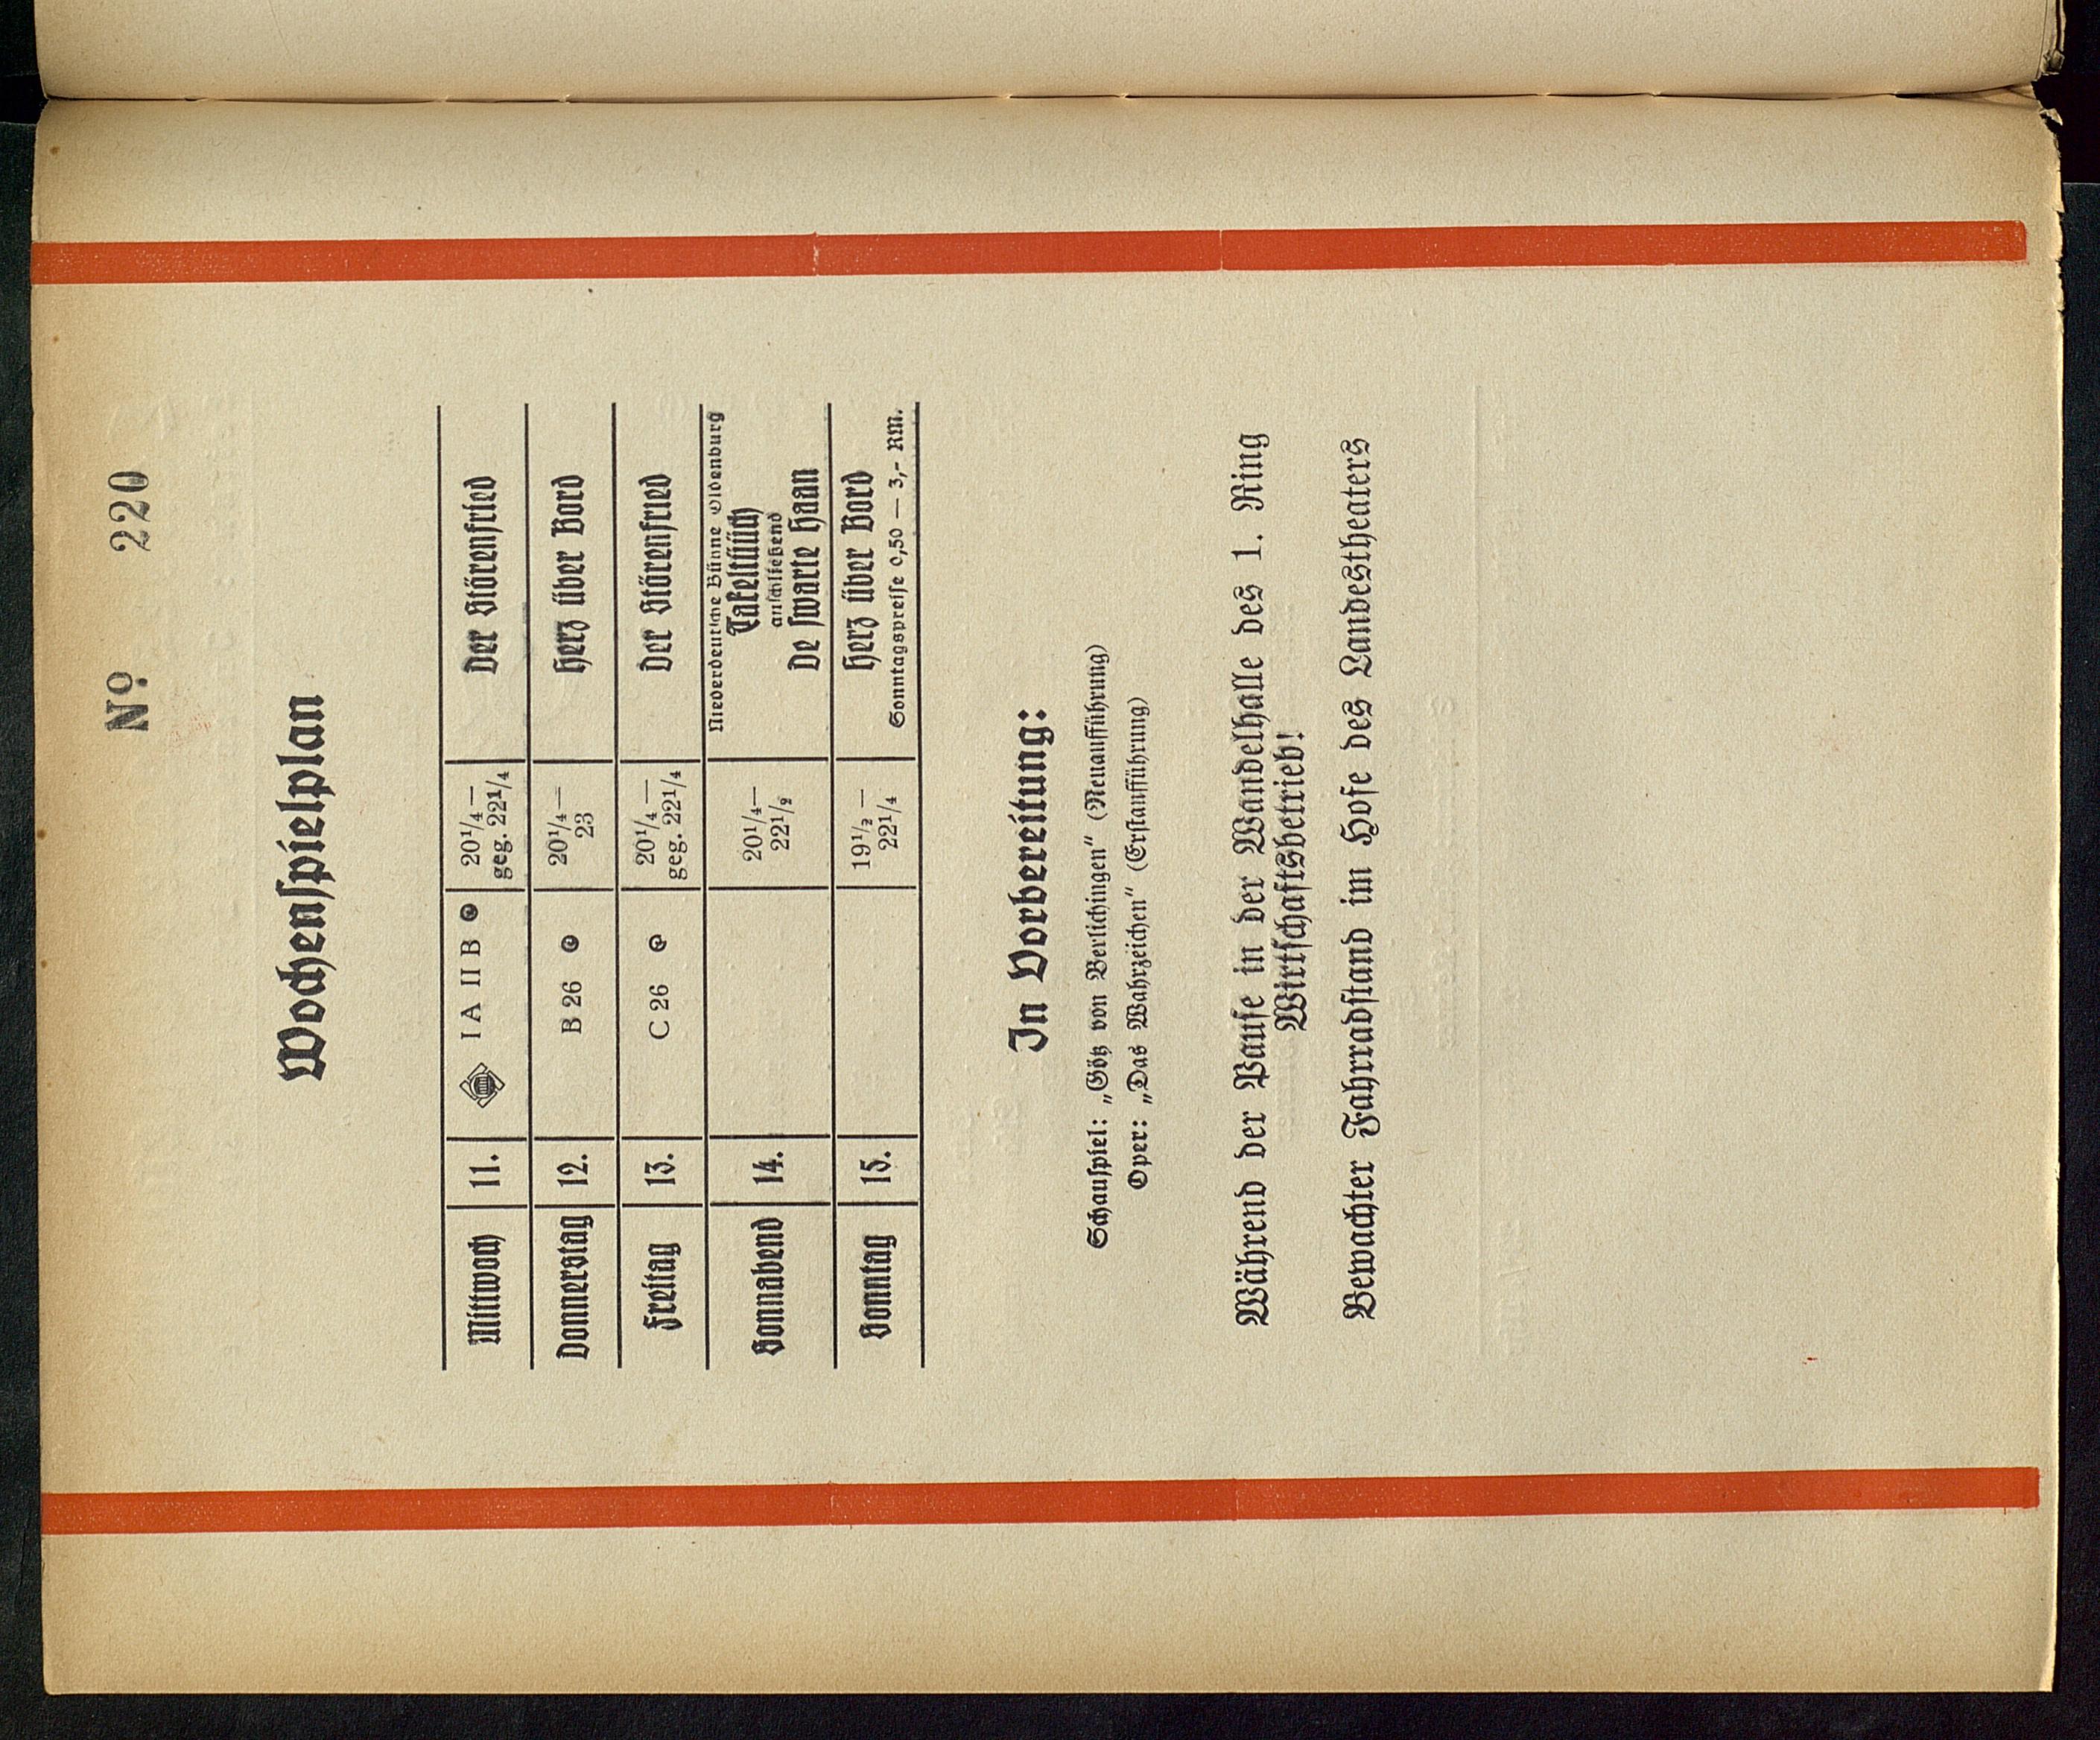 Nº 220
Wochenspielplan
Mittwoch 11. I A II B 20¹/₄— geg. 22¹/₄ Der Störenfried
Donnerstag 12. B 26 20¹/₄— 23 Herz über Bord
Freitag 13. C 26 20¹/₄— geg. 22¹/₄ Der Störenfried
Sonnabend 14. 20¹/₄— 22¹/₂ Niederdeutsche Bühne Oldenburg
Takeltüüch
anschließend
De swarte Haan
Sonntag 15. 19¹/₂— 22¹/₄ Herz über Bord
Sonntagspreise 0,50 — 3,- RM.
In Vorbereitung:
Schauspiel: „Götz von Berlichingen“ (Neuaufführung)
Oper: „Das Wahrzeichen“ (Erstaufführung)
Während der Pause in der Wandelhalle des 1. Ring
Wirtschaftsbetrieb!
Bewachter Fahrradstand im Hofe des Landestheaters